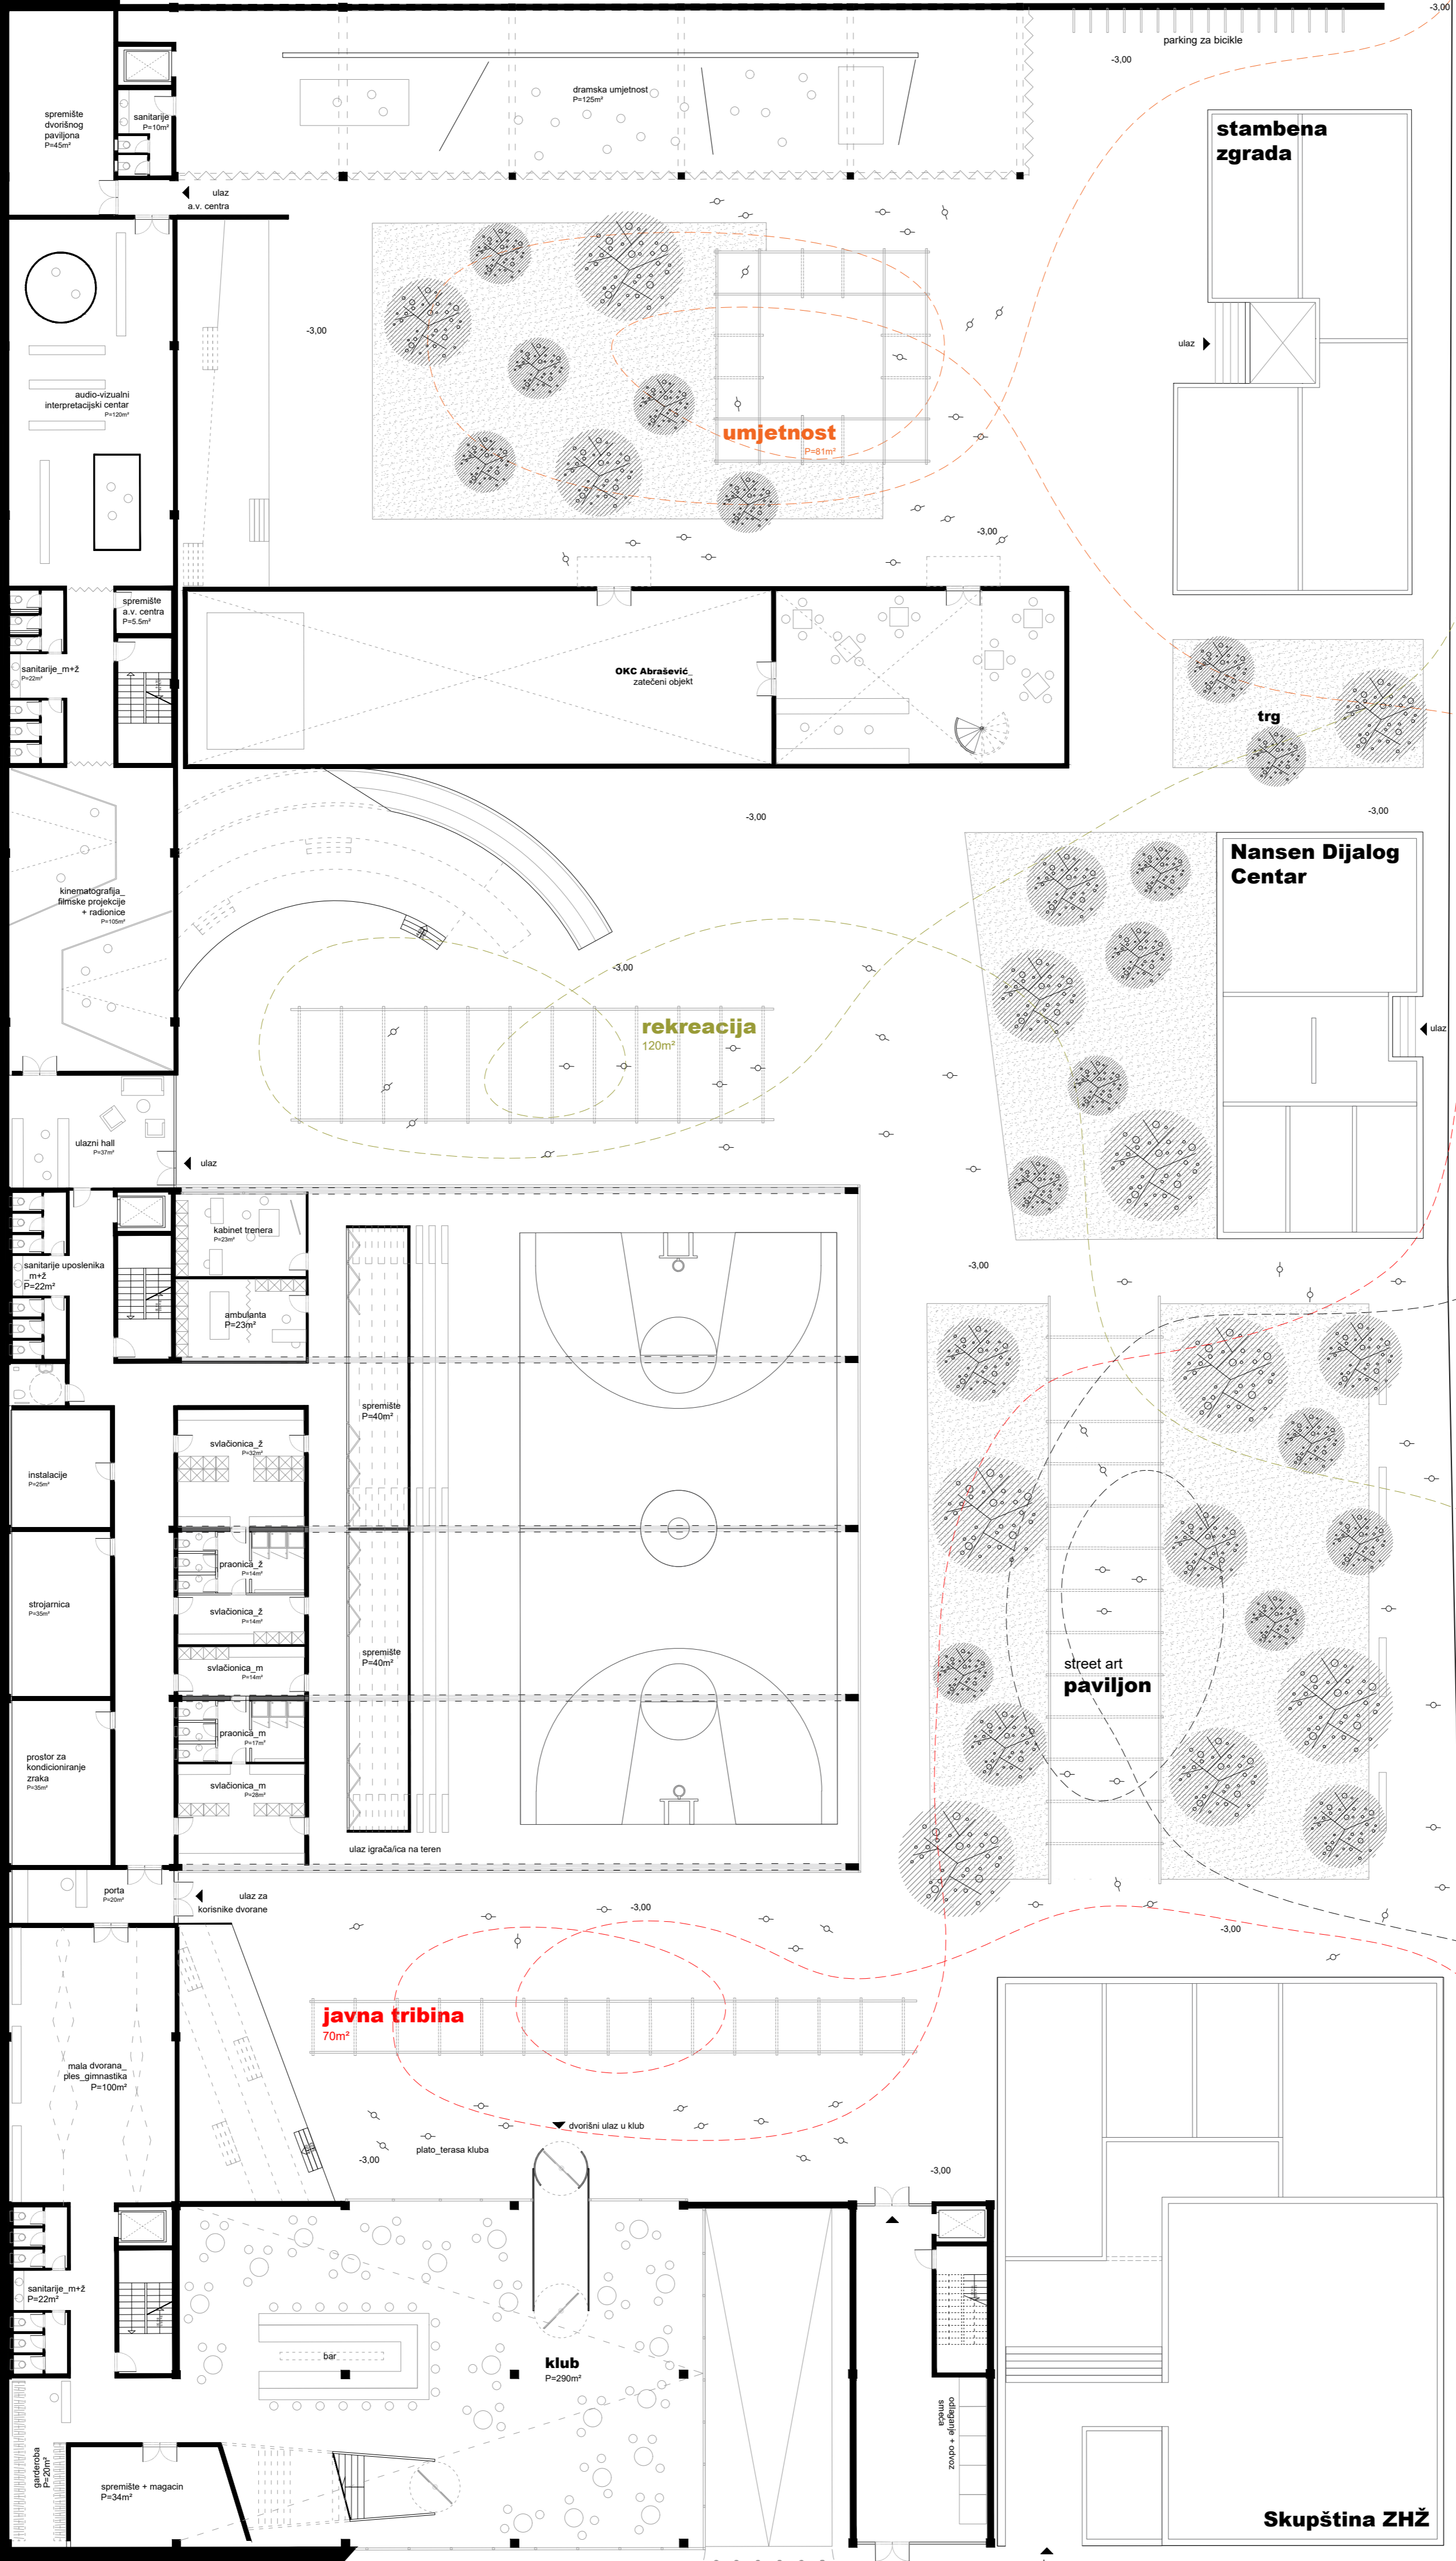 -3,00
parking za bicikle
-3,00
dramska umjetnost
P=125m²
spremište
dvorišnog
paviljona
P=45m²
sanitarije
P=10m²
stambena
zgrada
ulaz
a.v. centra
-3,00
ulaz
audio-vizualni
interpretacijski centar
P=120m²
umjetnost
P=81m²
-3,00
spremište
a.v. centra
P=5.5m²
sanitarije_m+ž
P=22m²
OKC Abrašević_
zatečeni objekt
trg
-3,00
-3,00
Nansen Dijalog
Centar
kinematografija_
filmske projekcije
+ radionice
P=105m²
-3,00
rekreacija
120m²
ulaz
ulazni hall
P=37m²
ulaz
kabinet trenera
P=23m²
sanitarije uposlenika
_m+ž
P=22m²
-3,00
ambulanta
P=23m²
spremište
P=40m²
svlačionica_ž
P=32m²
instalacije
P=25m²
praonica_ž
P=14m²
strojarnica
P=35m²
svlačionica_ž
P=14m²
spremište
P=40m²
svlačionica_m
P=14m²
street art
paviljon
praonica_m
P=17m²
prostor za
kondicioniranje
zraka
P=35m²
svlačionica_m
P=28m²
ulaz igrača/ica na teren
porta
P=20m²
ulaz za
korisnike dvorane
-3,00
-3,00
javna tribina
70m²
mala dvorana_
ples_gimnastika
P=100m²
dvorišni ulaz u klub
plato_terasa kluba
-3,00
-3,00
sanitarije_m+ž
P=22m²
bar
klub
P=290m²
odlaganje + odvoz
smeća
garderoba
P=20m²
spremište + magacin
P=34m²
Skupština ZHŽ